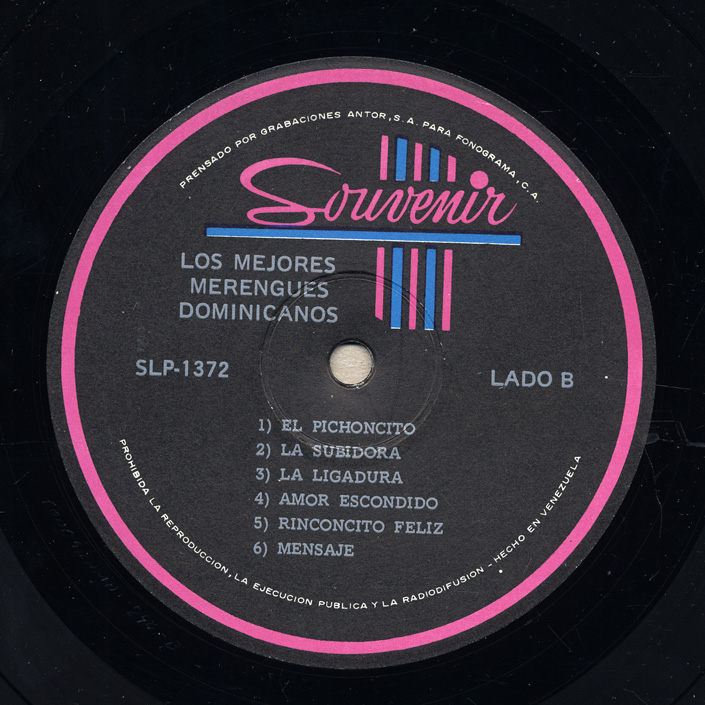 PRENSADO POR GRABACIONES ANTOR, S.A. PARA FONOGRAMA, C.A.
Souvenir
LOS MEJORES
MERENGUES
DOMINICANOS
SLP-1372
LADO B
1) EL PICHONCITO
2) LA SUBIDORA
3) LA LIGADURA
4) AMOR ESCONDIDO
5) RINCONCITO FELIZ
6) MENSAJE
PROHIBIDA LA REPRODUCCION, LA EJECUCION PUBLICA Y LA RADIODIFUSION - HECHO EN VENEZUELA